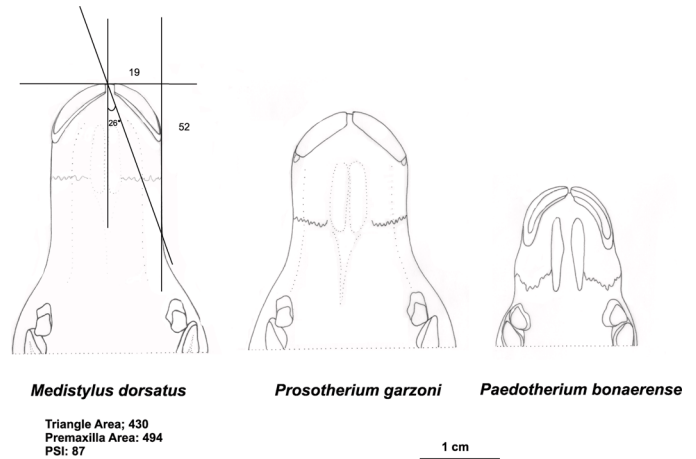 19
26°
52
Medistylus dorsatus
Prosotherium garzoni
Paedotherium bonaerense
Triangle Area; 430
Premaxilla Area: 494
PSI: 87
1 cm